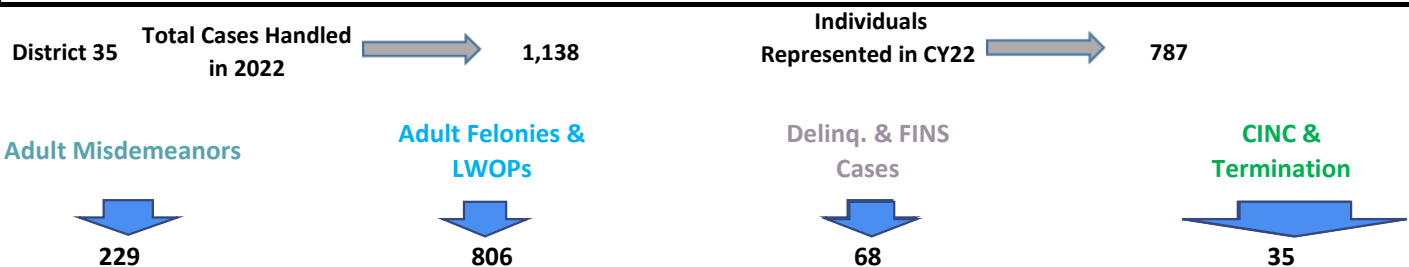 District 35
Total Cases Handled
in 2022
1,138
Individuals
Represented in CY22
787
Adult Misdemeanors
Adult Felonies &
LWOPs
Delinq. & FINS
Cases
CINC &
Termination
229
806
68
35